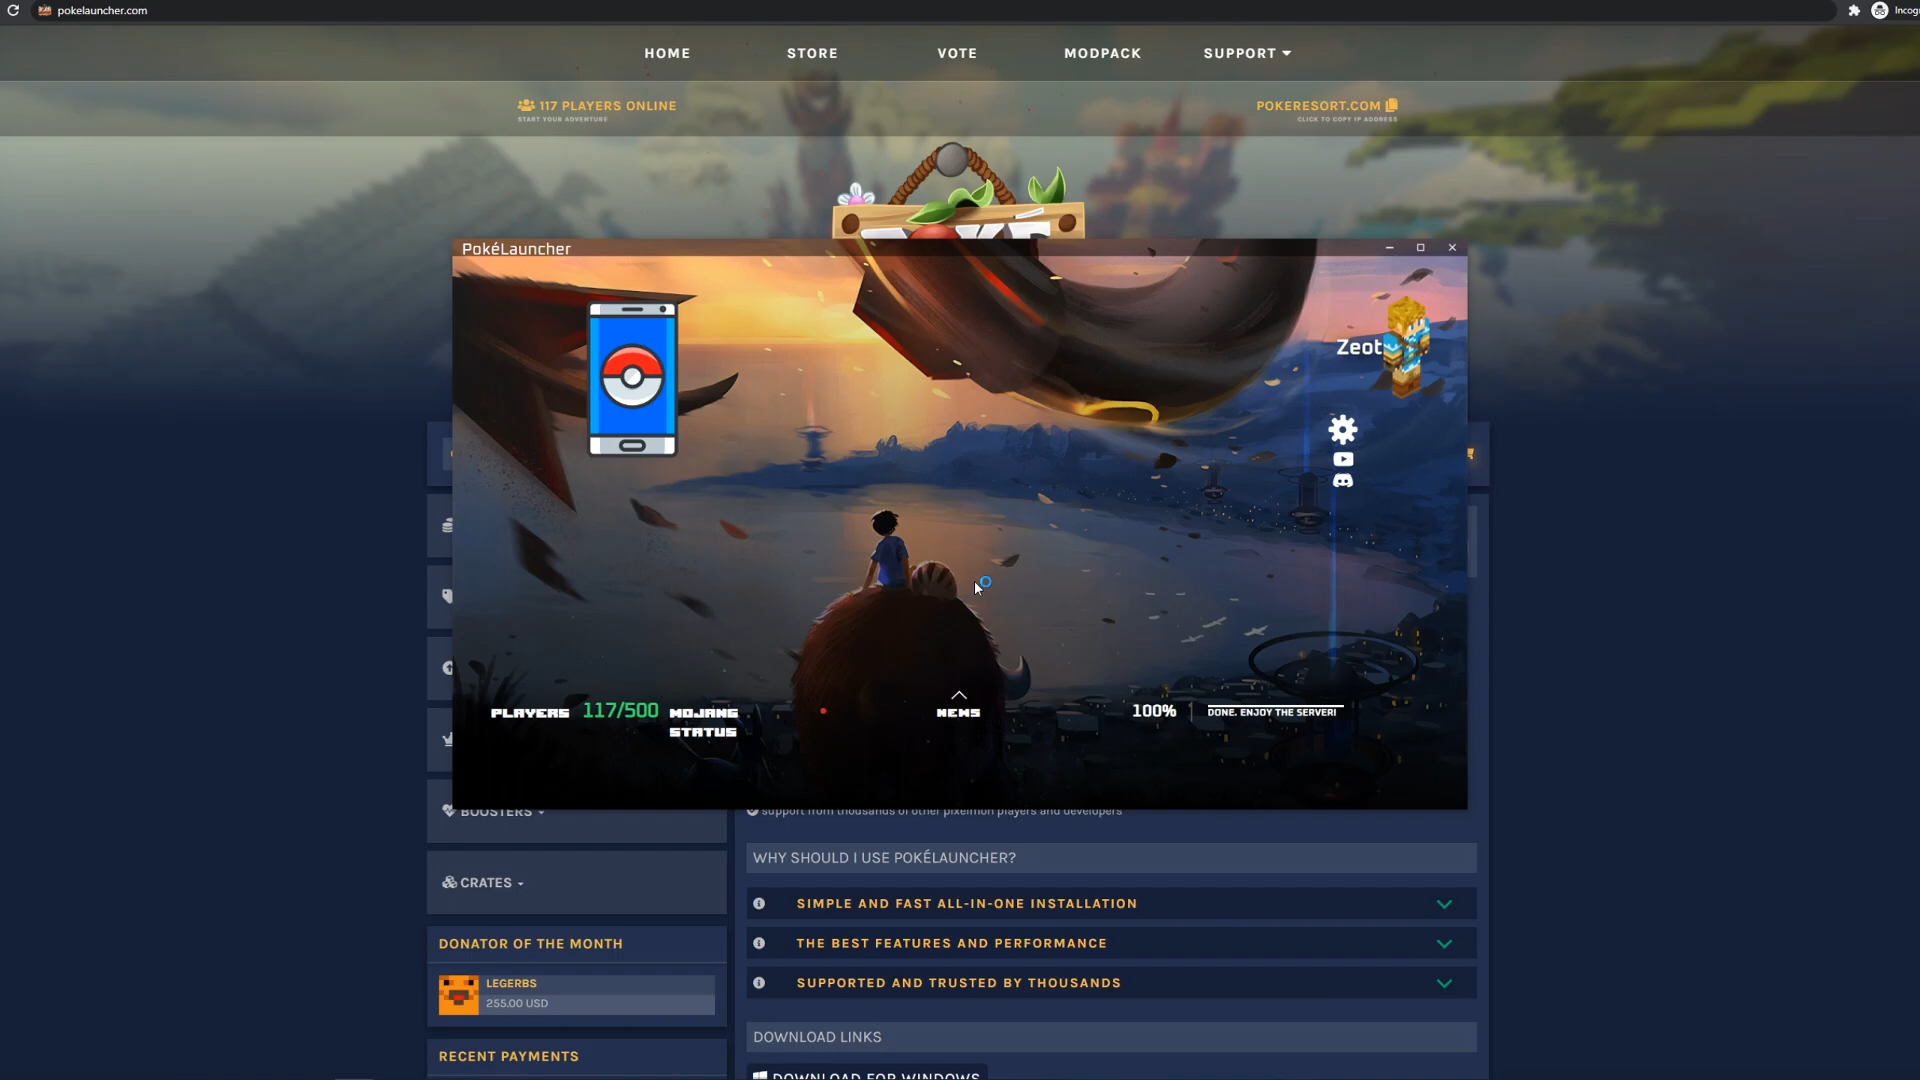 pokelauncher.com
Incog
HOME
STORE
VOTE
MODPACK
SUPPORT
117 PLAYERS ONLINE
START YOUR ADVENTURE
POKERESORT.COM
CLICK TO COPY IP ADDRESS
PokéLauncher
Zeot
PLAYERS 117/500
MOJANG
STATUS
NEWS
100%
DONE. ENJOY THE SERVER!
BOOSTERS
support from thousands of other pixelmon players and developers
WHY SHOULD I USE POKÉLAUNCHER?
CRATES
SIMPLE AND FAST ALL-IN-ONE INSTALLATION
THE BEST FEATURES AND PERFORMANCE
SUPPORTED AND TRUSTED BY THOUSANDS
DONATOR OF THE MONTH
LEGERBS
255.00 USD
DOWNLOAD LINKS
RECENT PAYMENTS
DOWNLOAD FOR WINDOWS